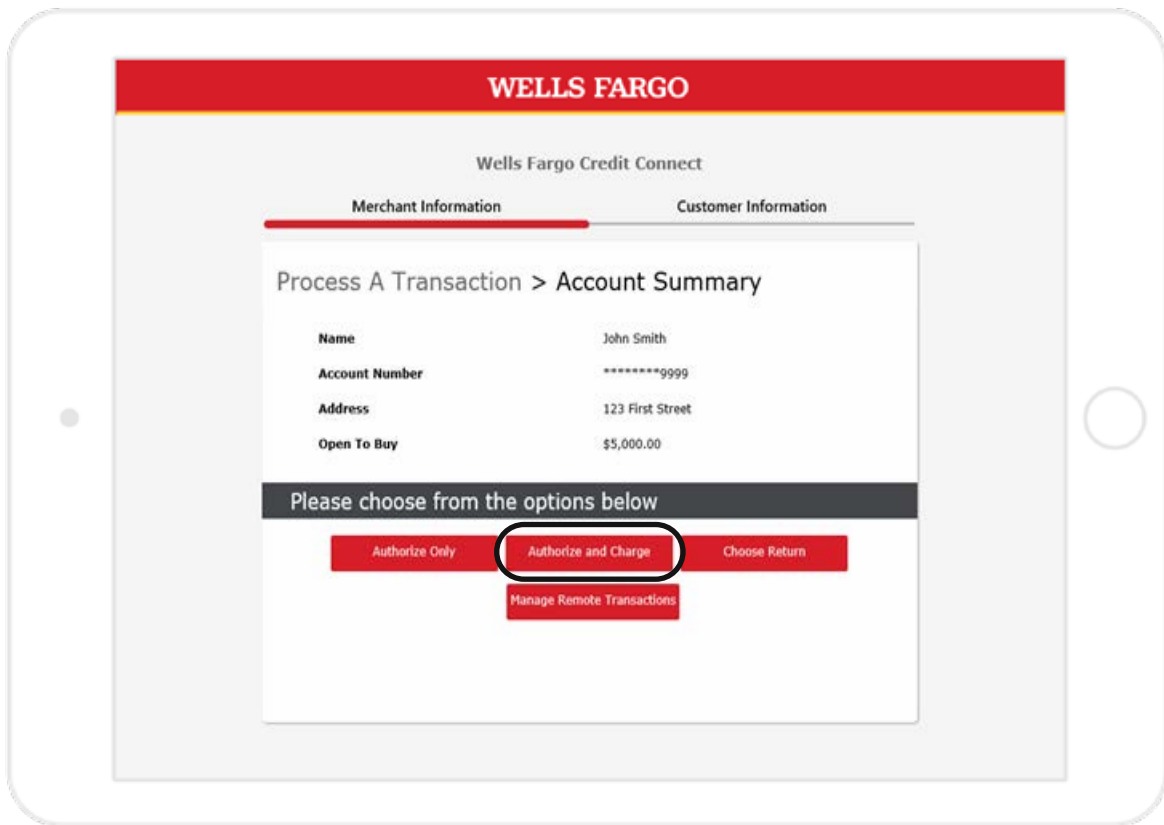 WELLS FARGO
Wells Fargo Credit Connect
Merchant Information Customer Information
Process A Transaction > Account Summary
Name John Smith
Account Number ********9999
Address 123 First Street
Open To Buy $5,000.00
Please choose from the options below
Authorize Only Authorize and Charge Choose Return
Manage Remote Transactions